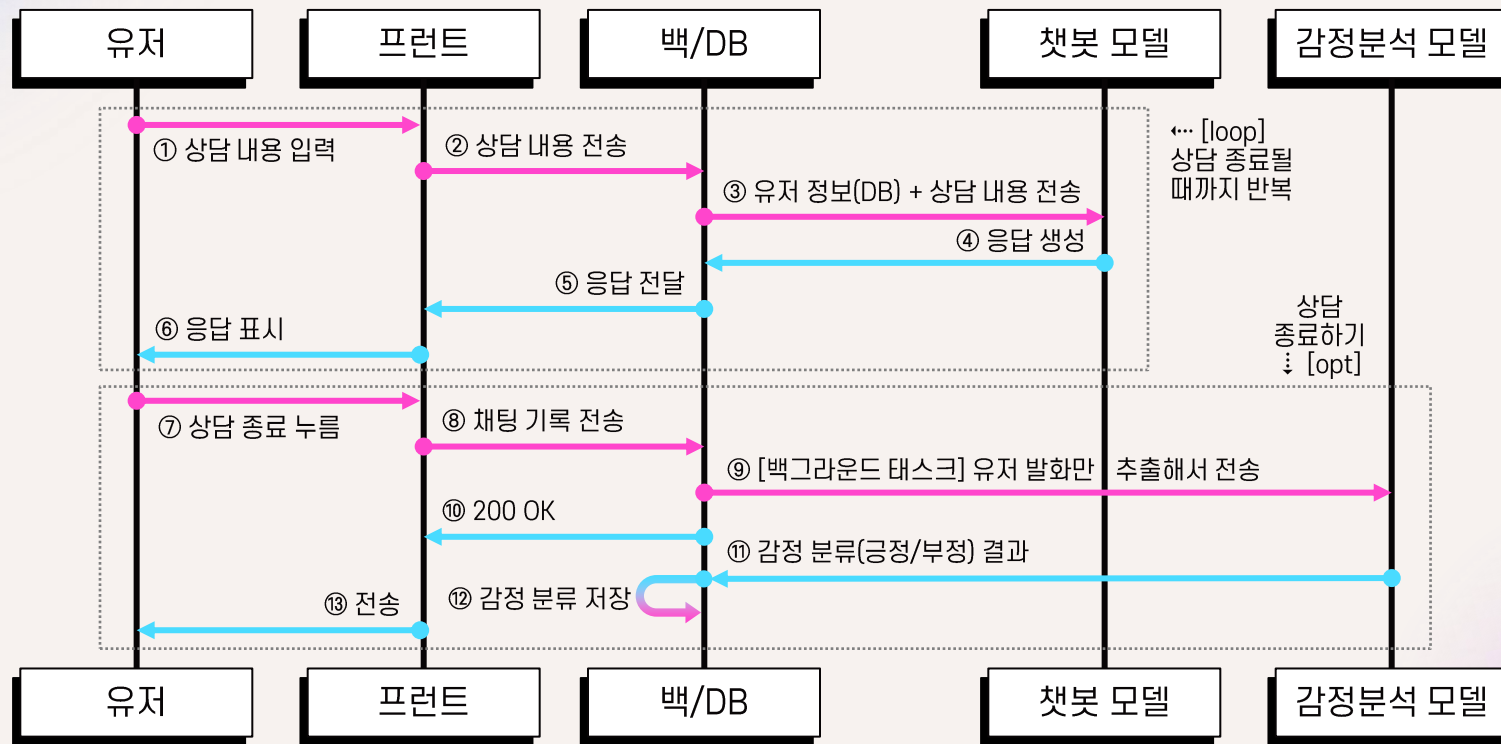 유저
프런트
백/DB
챗봇 모델
감정분석 모델
① 상담 내용 입력
② 상담 내용 전송
③ 유저 정보(DB) + 상담 내용 전송
④ 응답 생성
⑤ 응답 전달
⑥ 응답 표시
[loop]
상담 종료될
때까지 반복
상담
종료하기
[opt]
⑦ 상담 종료 누름
⑧ 채팅 기록 전송
⑨ [백그라운드 태스크] 유저 발화만 추출해서 전송
⑩ 200 OK
⑪ 감정 분류(긍정/부정) 결과
⑫ 감정 분류 저장
⑬ 전송
유저
프런트
백/DB
챗봇 모델
감정분석 모델